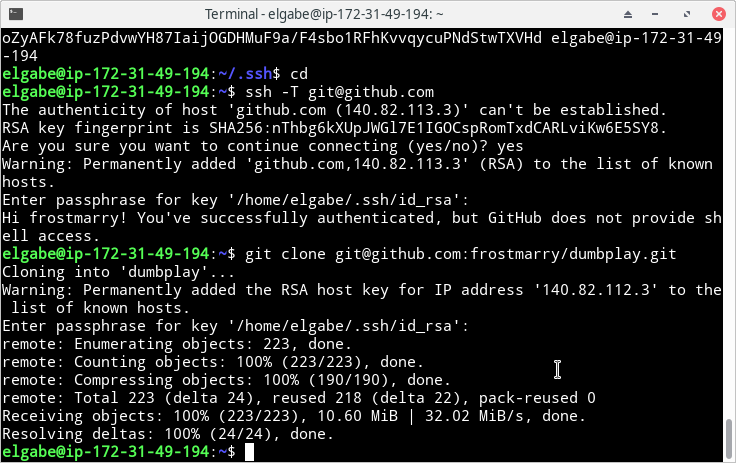 Terminal - elgabe@ip-172-31-49-194: ~
oZyAFk78fuzPdvwYH87IaijOGDHMuF9a/F4sbo1RFhKvvqycuPNdStwTXVHd elgabe@ip-172-31-49
-194
elgabe@ip-172-31-49-194:~/.ssh$ cd
elgabe@ip-172-31-49-194:~$ ssh -T git@github.com
The authenticity of host 'github.com (140.82.113.3)' can't be established.
RSA key fingerprint is SHA256:nThbg6kXUpJWGl7E1IGOCspRomTxdCARLviKw6E5SY8.
Are you sure you want to continue connecting (yes/no)? yes
Warning: Permanently added 'github.com,140.82.113.3' (RSA) to the list of known
hosts.
Enter passphrase for key '/home/elgabe/.ssh/id_rsa':
Hi frostmarry! You've successfully authenticated, but GitHub does not provide sh
ell access.
elgabe@ip-172-31-49-194:~$ git clone git@github.com:frostmarry/dumbplay.git
Cloning into 'dumbplay'...
Warning: Permanently added the RSA host key for IP address '140.82.112.3' to the
 list of known hosts.
Enter passphrase for key '/home/elgabe/.ssh/id_rsa':
remote: Enumerating objects: 223, done.
remote: Counting objects: 100% (223/223), done.
remote: Compressing objects: 100% (190/190), done.
remote: Total 223 (delta 24), reused 218 (delta 22), pack-reused 0
Receiving objects: 100% (223/223), 10.60 MiB | 32.02 MiB/s, done.
Resolving deltas: 100% (24/24), done.
elgabe@ip-172-31-49-194:~$